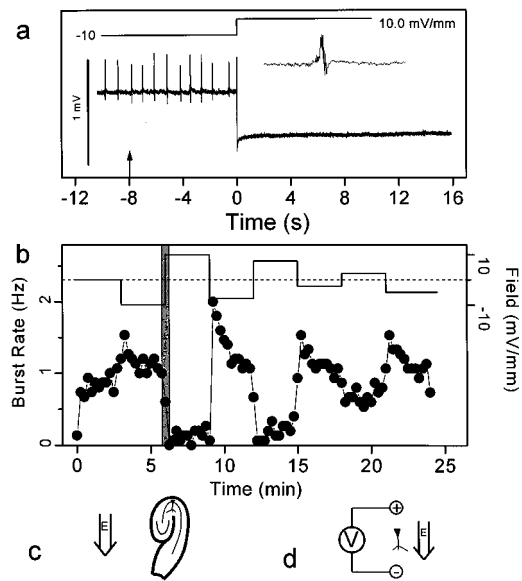 a
-10
10.0 mV/mm
1 mV
-12 -8 -4 0 4 8 12 16
Time (s)
b
Burst Rate (Hz)
2
1
0
10
-10
Field (mV/mm)
0 5 10 15 20 25
Time (min)
c
E
d
V
+
−
E